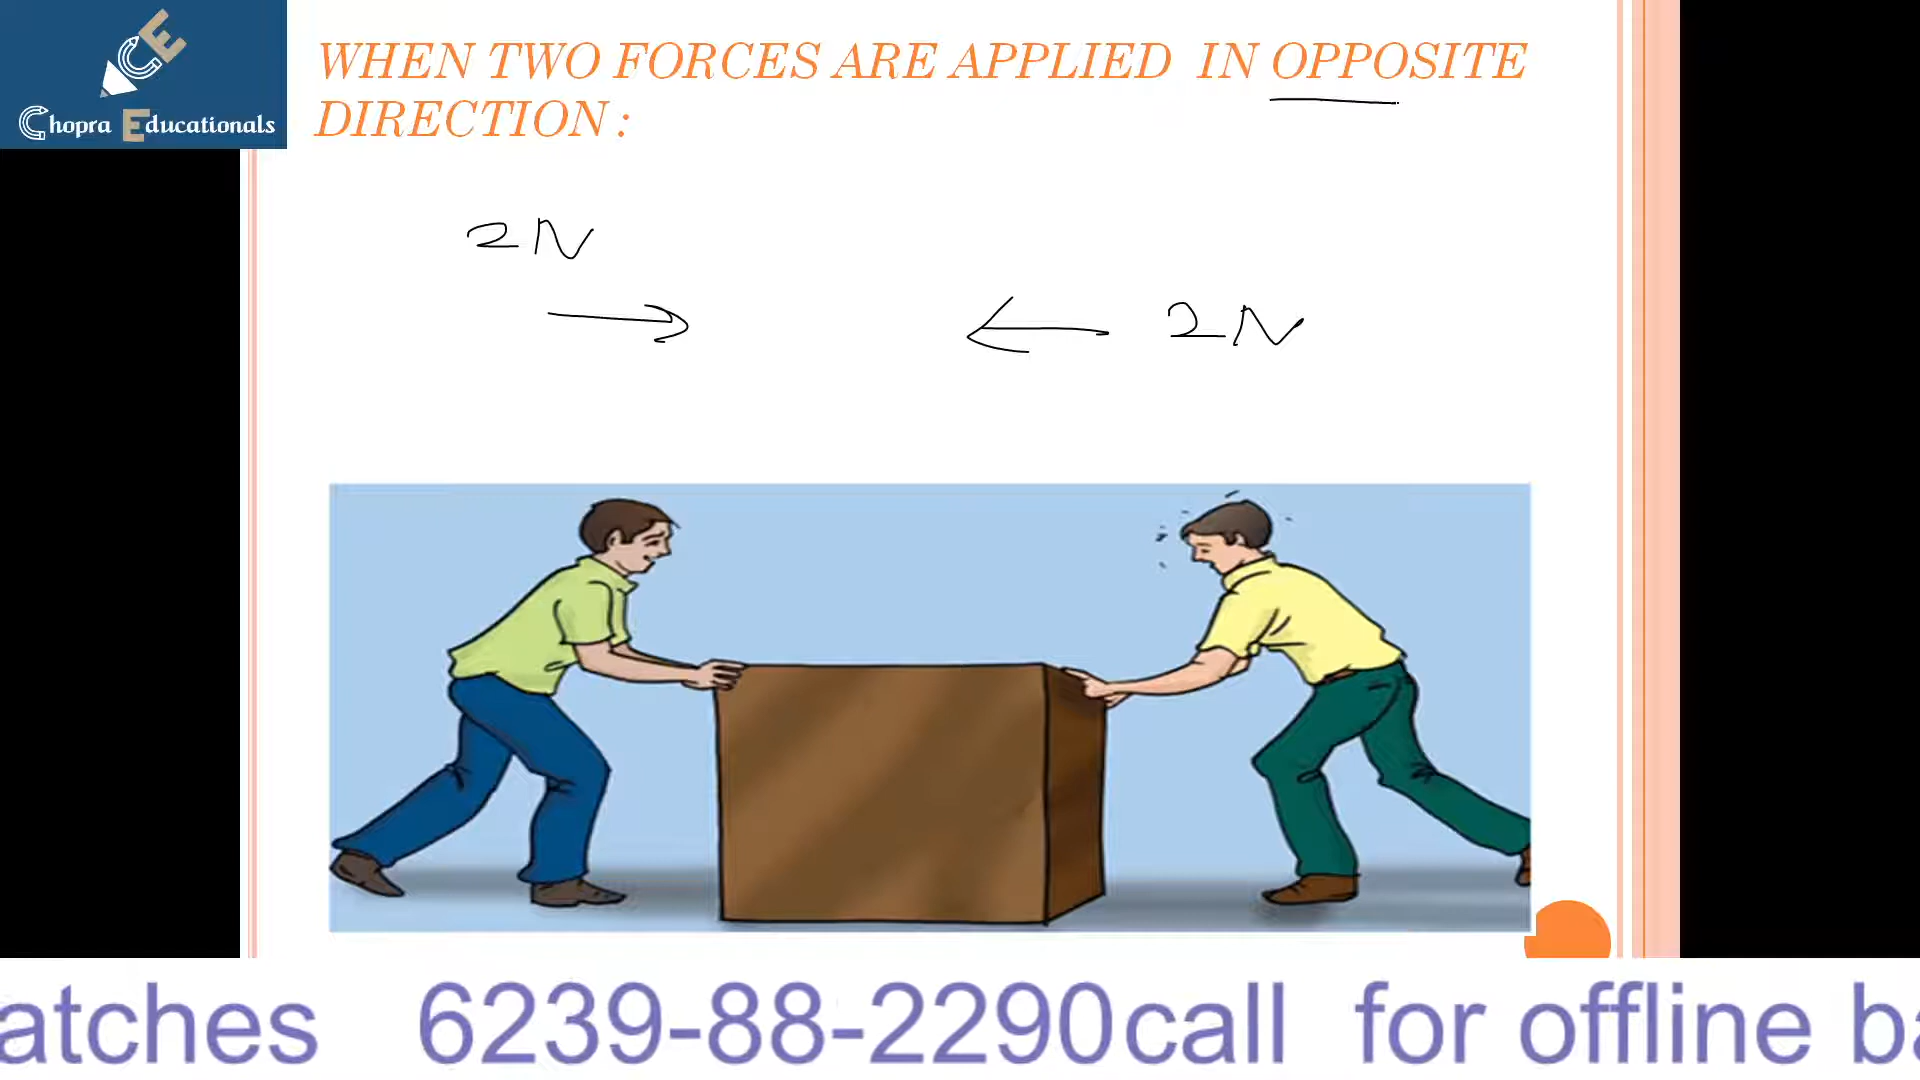 CE
Chopra Educationals
WHEN TWO FORCES ARE APPLIED IN OPPOSITE
DIRECTION :
2N
2N
atches 6239-88-2290call for offline ba